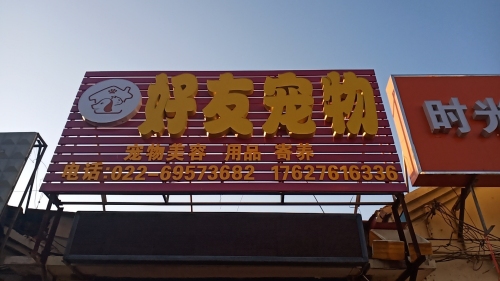 好友宠物
宠物美容 用品 寄养
电话:022-69573682 17627616336
时光